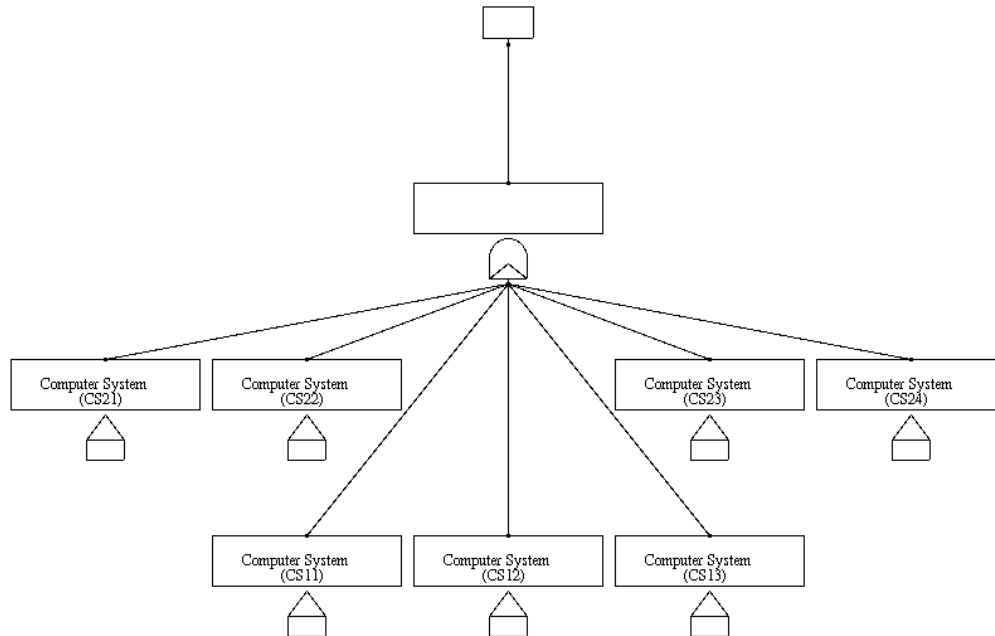 Computer System
(CS21)
Computer System
(CS22)
Computer System
(CS23)
Computer System
(CS24)
Computer System
(CS11)
Computer System
(CS12)
Computer System
(CS13)